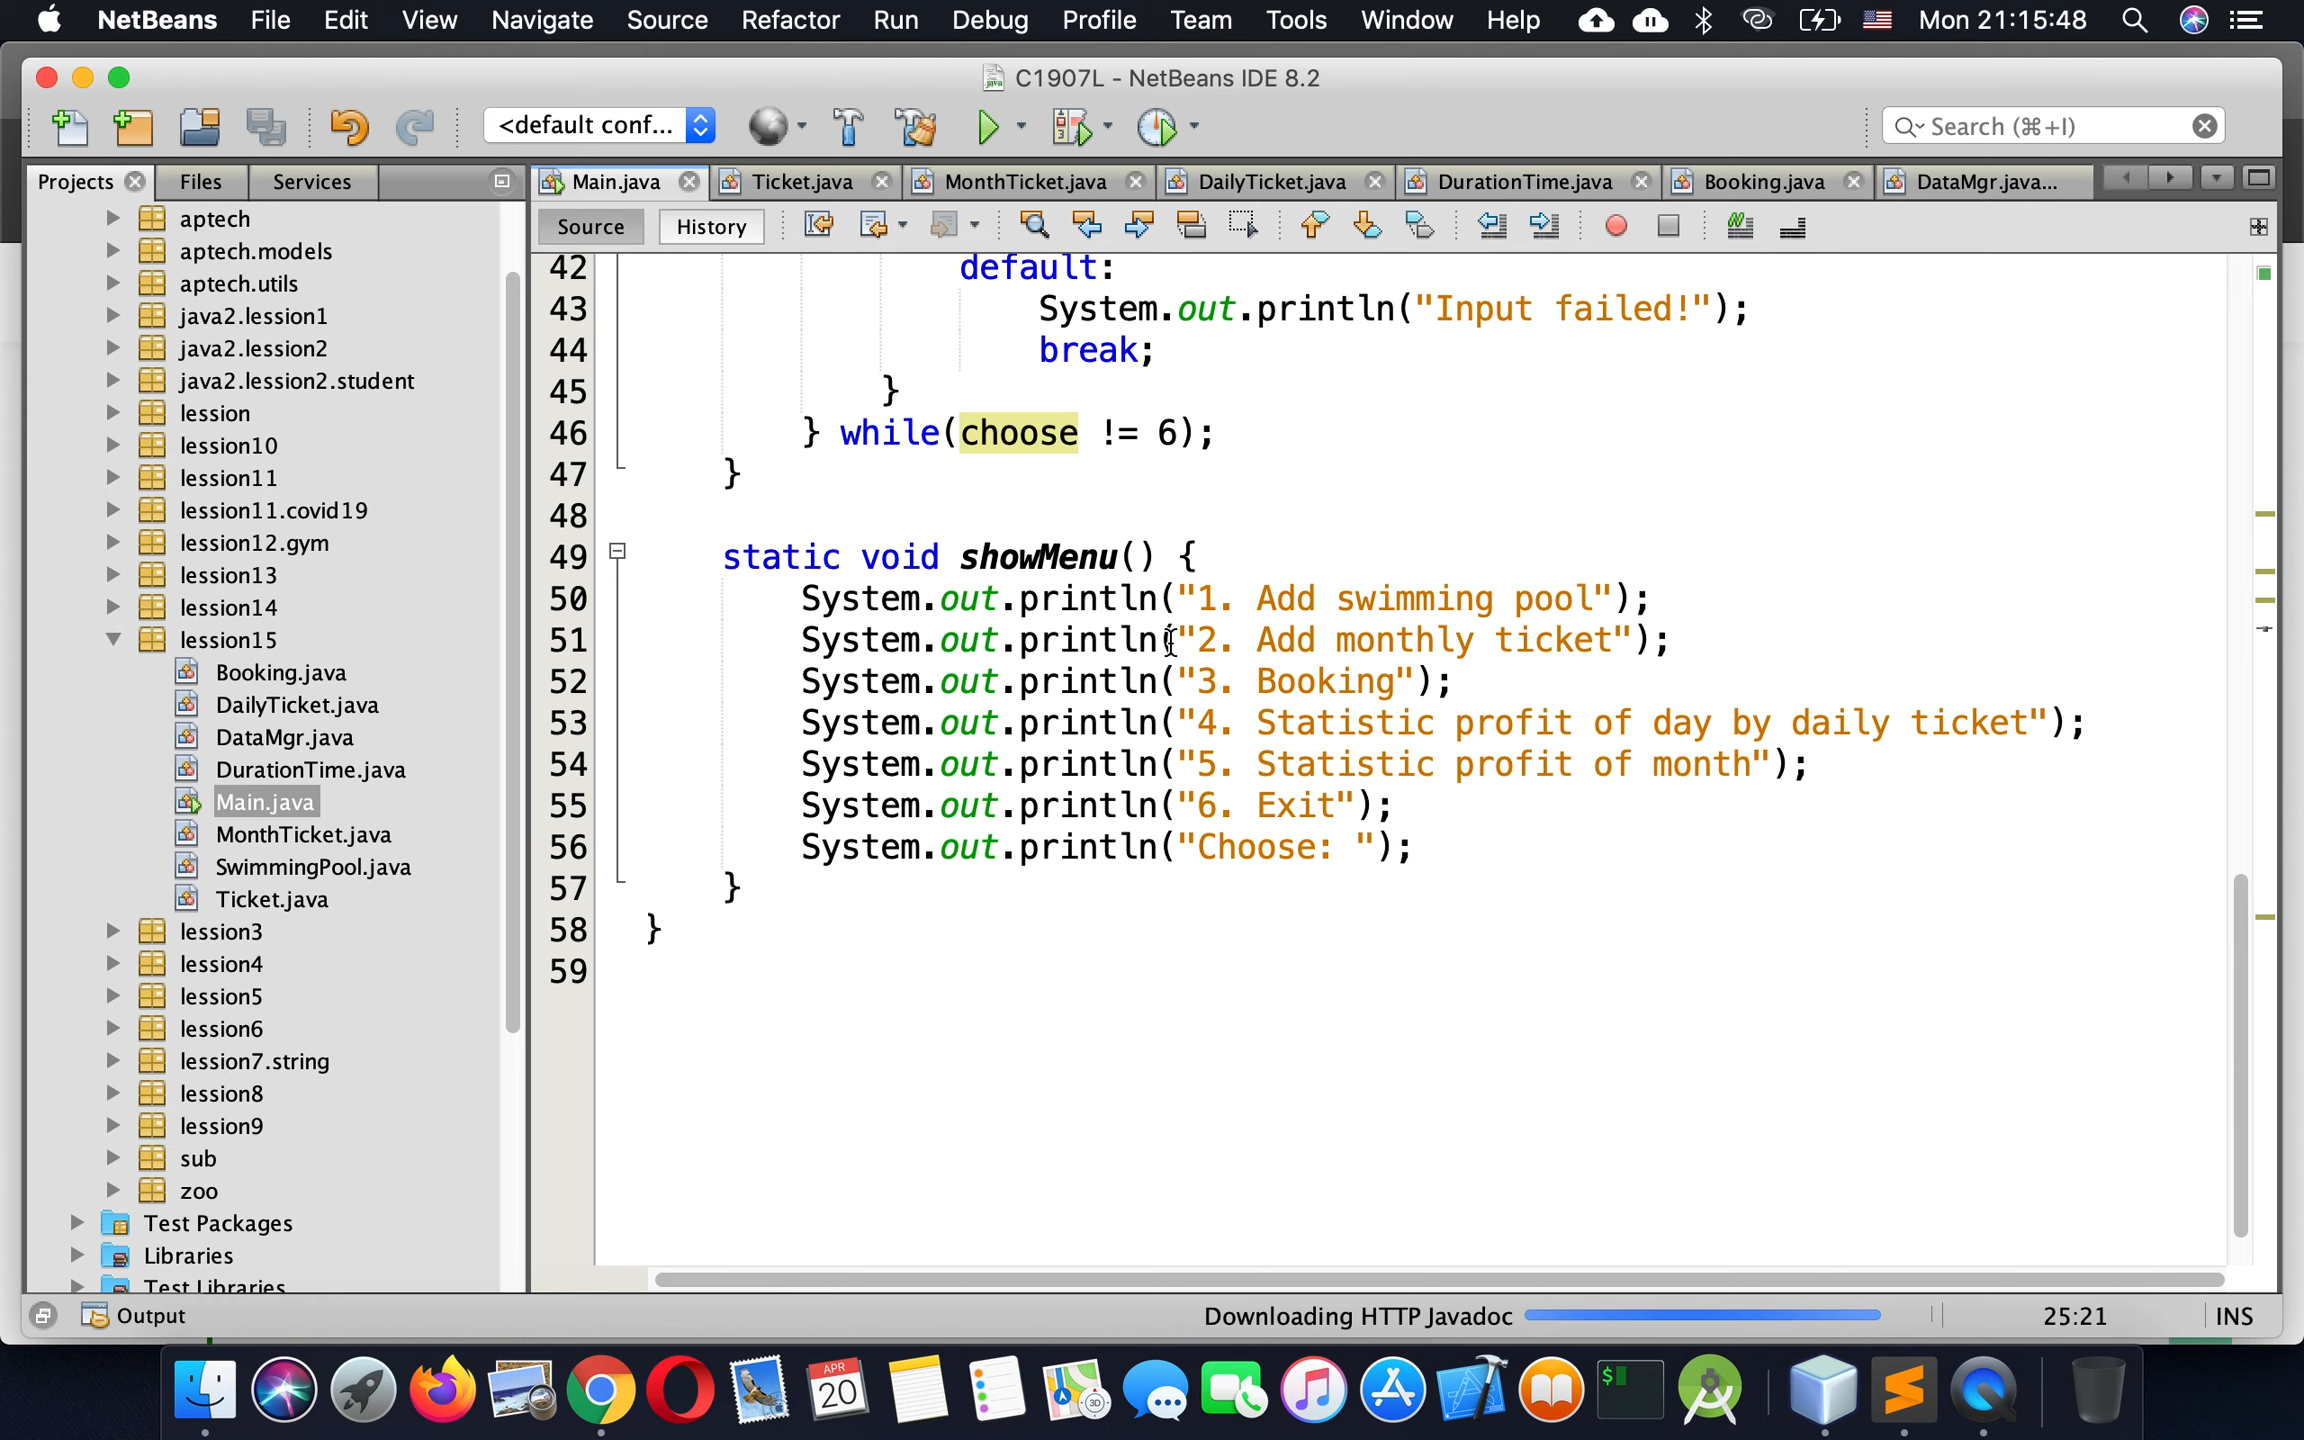 NetBeans File Edit View Navigate Source Refactor Run Debug Profile Team Tools Window Help Mon 21:15:48
C1907L - NetBeans IDE 8.2
<default conf... Search (⌘+I)
Projects Files Services
Main.java Ticket.java MonthTicket.java DailyTicket.java DurationTime.java Booking.java DataMgr.java...
Source History
aptech
aptech.models
aptech.utils
java2.lession1
java2.lession2
java2.lession2.student
lession
lession10
lession11
lession11.covid19
lession12.gym
lession13
lession14
lession15
Booking.java
DailyTicket.java
DataMgr.java
DurationTime.java
Main.java
MonthTicket.java
SwimmingPool.java
Ticket.java
lession3
lession4
lession5
lession6
lession7.string
lession8
lession9
sub
zoo
Test Packages
Libraries
Test Libraries
42 default:
43 System.out.println("Input failed!");
44 break;
45 }
46 } while(choose != 6);
47 }
48
49 static void showMenu() {
50 System.out.println("1. Add swimming pool");
51 System.out.println("2. Add monthly ticket");
52 System.out.println("3. Booking");
53 System.out.println("4. Statistic profit of day by daily ticket");
54 System.out.println("5. Statistic profit of month");
55 System.out.println("6. Exit");
56 System.out.println("Choose: ");
57 }
58 }
59
Output Downloading HTTP Javadoc 25:21 INS
APR
20
3D
$